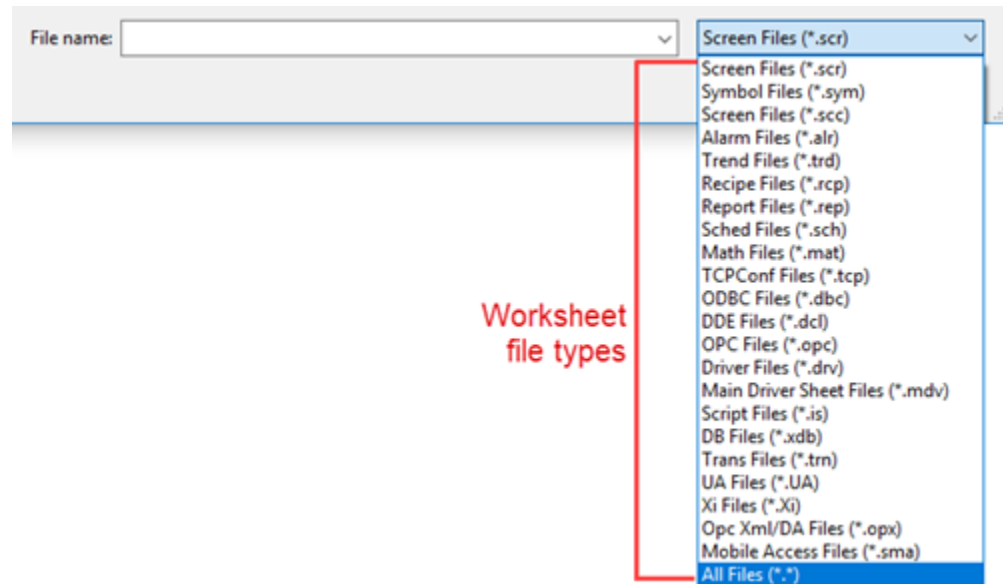 File name:
Screen Files (*.scr)
Screen Files (*.scr)
Symbol Files (*.sym)
Screen Files (*.scc)
Alarm Files (*.alr)
Trend Files (*.trd)
Recipe Files (*.rcp)
Report Files (*.rep)
Sched Files (*.sch)
Math Files (*.mat)
TCPConf Files (*.tcp)
ODBC Files (*.dbc)
DDE Files (*.dcl)
OPC Files (*.opc)
Driver Files (*.drv)
Main Driver Sheet Files (*.mdv)
Script Files (*.is)
DB Files (*.xdb)
Trans Files (*.trn)
UA Files (*.UA)
Xi Files (*.Xi)
Opc Xml/DA Files (*.opx)
Mobile Access Files (*.sma)
All Files (*.*)
Worksheet
file types